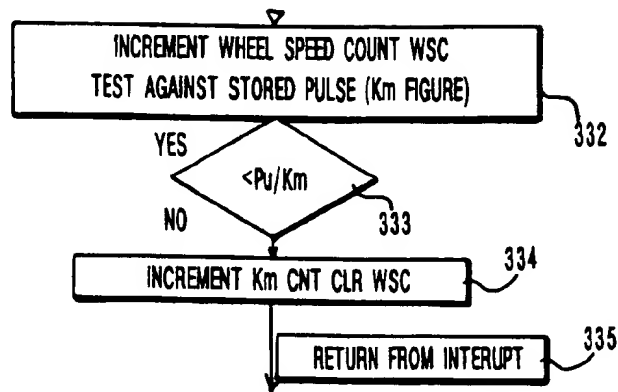 INCREMENT WHEEL SPEED COUNT WSC
TEST AGAINST STORED PULSE (Km FIGURE)
332
YES
<Pu/Km
333
NO
INCREMENT Km CNT CLR WSC
334
RETURN FROM INTERUPT
335